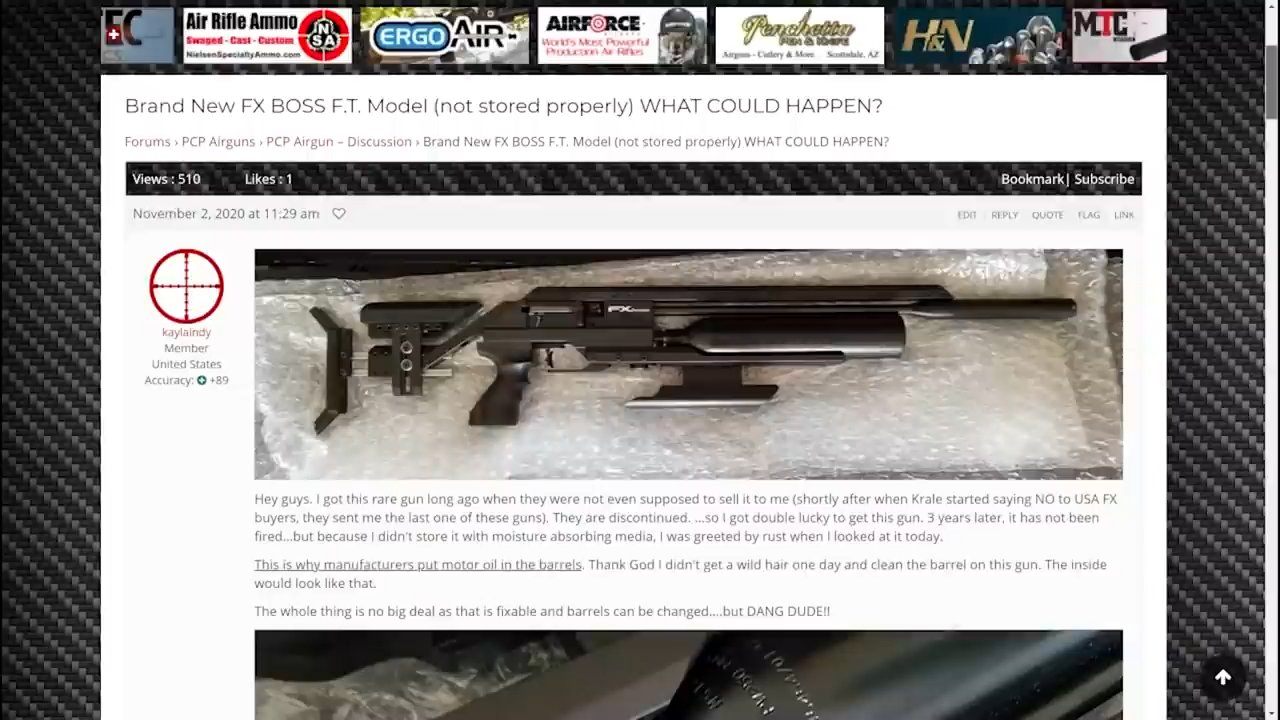 FC
Air Rifle Ammo
Swaged - Cast - Custom
NielsenSpecialtyAmmo.com
NSA
ERGO AIR
AIRFORCE
World's Most Powerful
Production Air Rifles
Penchetta
PEN & KNIFE
Airguns - Cutlery & More Scottsdale, AZ
H&N
MTC
Brand New FX BOSS F.T. Model (not stored properly) WHAT COULD HAPPEN?
Forums › PCP Airguns › PCP Airgun – Discussion › Brand New FX BOSS F.T. Model (not stored properly) WHAT COULD HAPPEN?
Views : 510 Likes : 1 Bookmark| Subscribe
November 2, 2020 at 11:29 am EDIT REPLY QUOTE FLAG LINK
FX
kaylaindy
Member
United States
Accuracy: +89
Hey guys. I got this rare gun long ago when they were not even supposed to sell it to me (shortly after when Krale started saying NO to USA FX
buyers, they sent me the last one of these guns). They are discontinued. ...so I got double lucky to get this gun. 3 years later, it has not been
fired...but because I didn't store it with moisture absorbing media, I was greeted by rust when I looked at it today.
This is why manufacturers put motor oil in the barrels. Thank God I didn't get a wild hair one day and clean the barrel on this gun. The inside
would look like that.
The whole thing is no big deal as that is fixable and barrels can be changed....but DANG DUDE!!